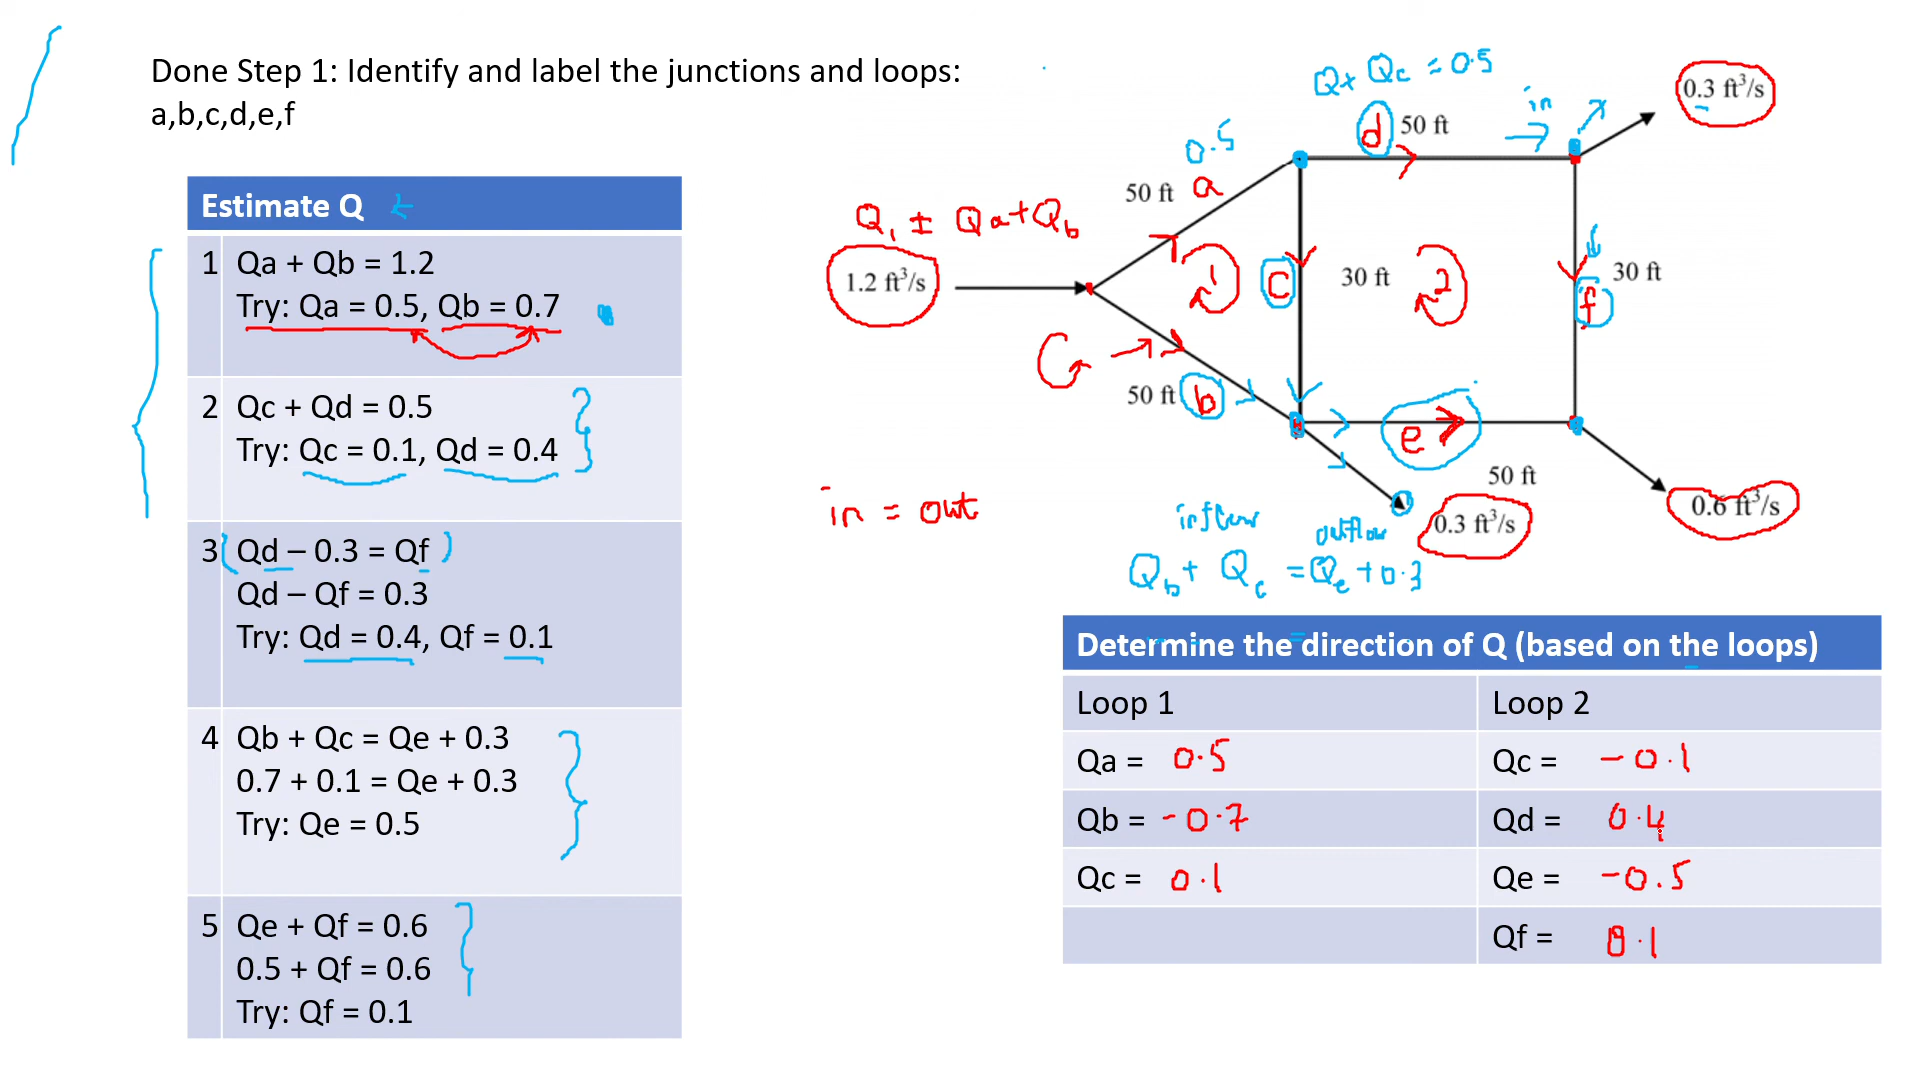 Done Step 1: Identify and label the junctions and loops:
a,b,c,d,e,f
Estimate Q
1 Qa + Qb = 1.2
Try: Qa = 0.5, Qb = 0.7
2 Qc + Qd = 0.5
Try: Qc = 0.1, Qd = 0.4
3 (Qd – 0.3 = Qf)
Qd – Qf = 0.3
Try: Qd = 0.4, Qf = 0.1
4 Qb + Qc = Qe + 0.3
0.7 + 0.1 = Qe + 0.3
Try: Qe = 0.5
5 Qe + Qf = 0.6
0.5 + Qf = 0.6
Try: Qf = 0.1
Qc = 0.5
0.3 ft³/s
in
d 50 ft
0.5
50 ft a
Q₁ = Qa + Qb
1.2 ft³/s
1
c
30 ft
2
f
30 ft
50 ft b
e
50 ft
0.6 ft³/s
0.3 ft³/s
in = out
inflow outflow
Qb + Qc = Qe + 0.3
Determine the direction of Q (based on the loops)
Loop 1 Loop 2
Qa = 0.5 Qc = -0.1
Qb = -0.7 Qd = 0.4
Qc = 0.1 Qe = -0.5
Qf = 0.1